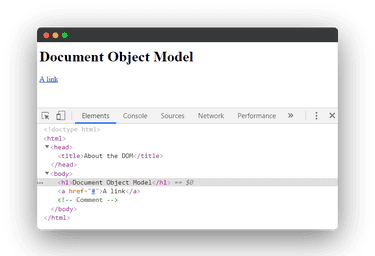 Document Object Model
A link
Elements Console Sources Network Performance »
<!doctype html>
<html>
<head>
<title>About the DOM</title>
</head>
<body>
<h1>Document Object Model</h1> == $0
<a href="#">A link</a>
<!-- Comment -->
</body>
</html>